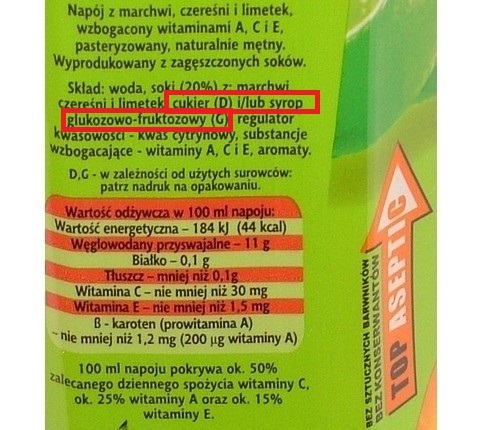 Napój z marchwi, czereśni i limetek,
wzbogacony witaminami A, C i E,
pasteryzowany, naturalnie mętny.
Wyprodukowany z zagęszczonych soków.
Skład: woda, soki (20%) z: marchwi
czereśni i limetek, cukier (D) i/lub syrop
glukozowo-fruktozowy (G) regulator
kwasowości - kwas cytrynowy, substancje
wzbogacające - witaminy A, C i E, aromaty.
D,G - w zależności od użytych surowców:
patrz nadruk na opakowaniu.
Wartość odżywcza w 100 ml napoju:
Wartość energetyczna – 184 kJ (44 kcal)
Węglowodany przyswajalne – 11 g
Białko – 0,1 g
Tłuszcz – mniej niż 0,1g
Witamina C – nie mniej niż 30 mg
Witamina E – nie mniej niż 1,5 mg
ß - karoten (prowitamina A)
– nie mniej niż 1,2 mg (200 µg witaminy A)
100 ml napoju pokrywa ok. 50%
zalecanego dziennego spożycia witaminy C,
ok. 25% witaminy A oraz ok. 15%
witaminy E.
BEZ SZTUCZNYCH BARWNIKÓW
BEZ KONSERWANTÓW
TOP ASEPTIC